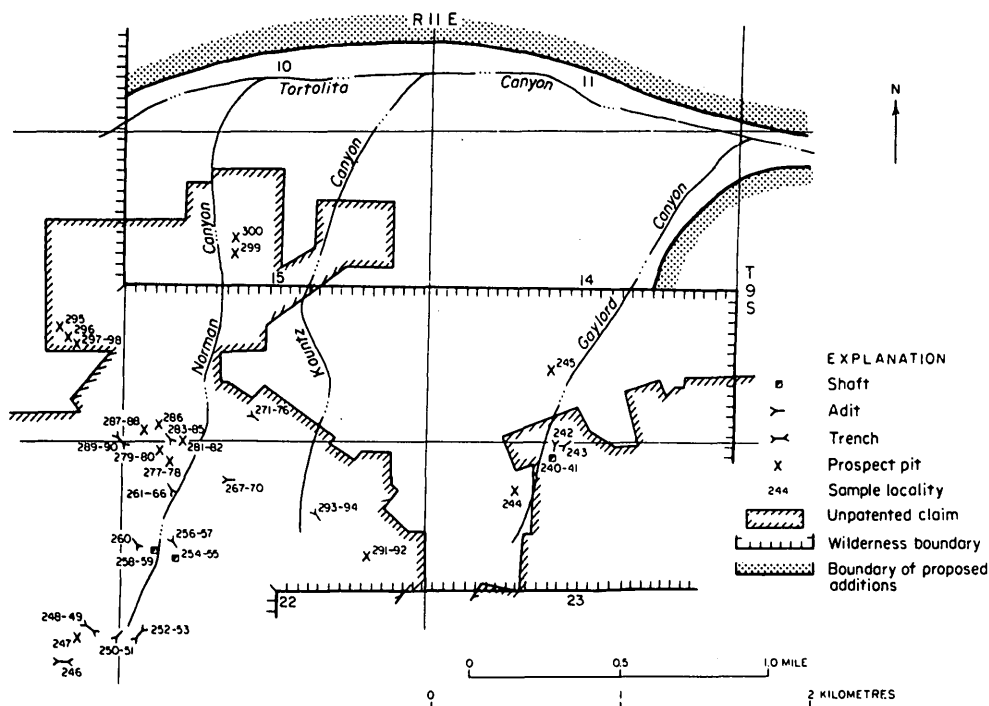 R11E
10
11
Tortolita
Canyon
N
Canyon
Canyon
Canyon
300
299
15
14
T
9
S
Norman
Kountz
Gaylord
295
296
297-98
245
287-88
286
283-85
281-82
289-90
279-80
277-78
271-76
261-66
267-70
293-94
242
243
240-41
244
260
256-57
258-59
254-55
291-92
22
23
248-49
247
250-51
252-53
246
EXPLANATION
Shaft
Adit
Trench
Prospect pit
244 Sample locality
Unpatented claim
Wilderness boundary
Boundary of proposed
additions
0 0.5 1.0 MILE
0 1 2 KILOMETRES